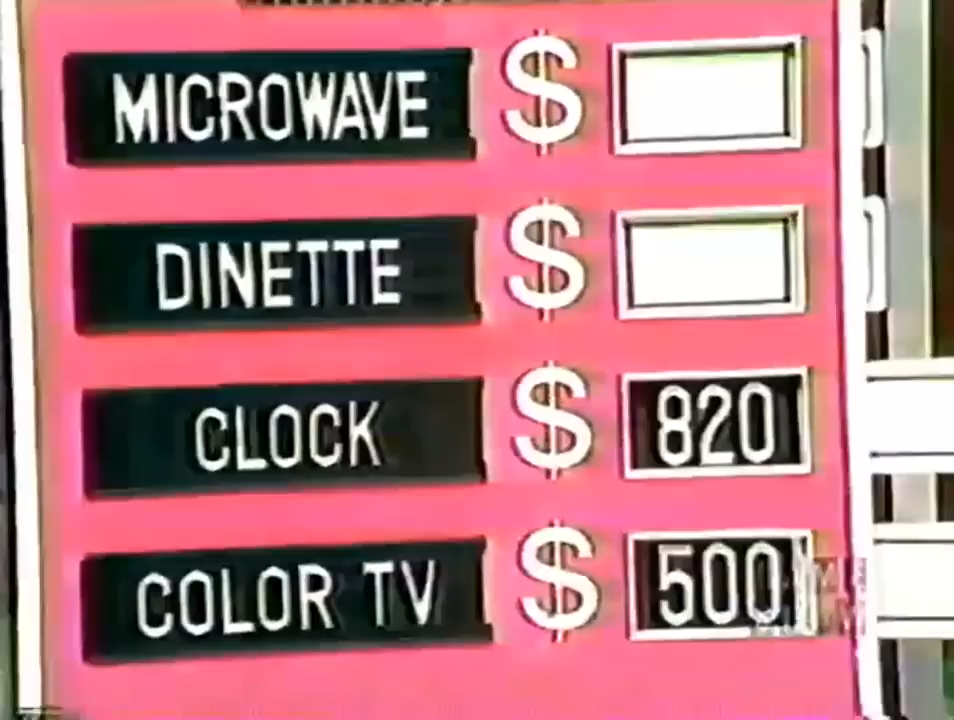 MICROWAVE $
DINETTE $
CLOCK $ 820
COLOR TV $ 500